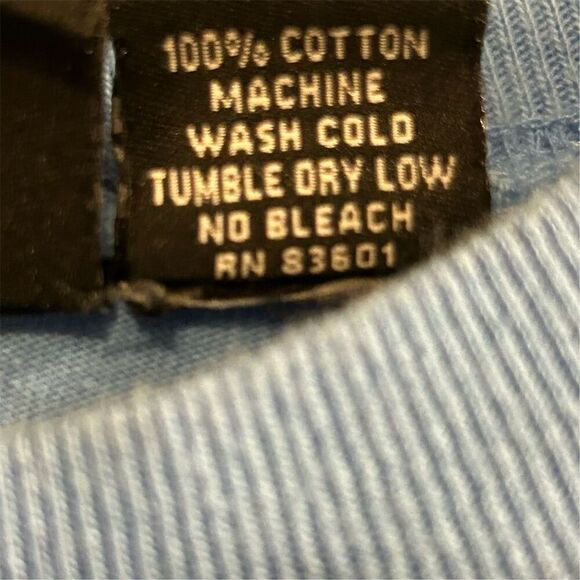 100% COTTON
MACHINE
WASH COLD
TUMBLE DRY LOW
NO BLEACH
RN 83601